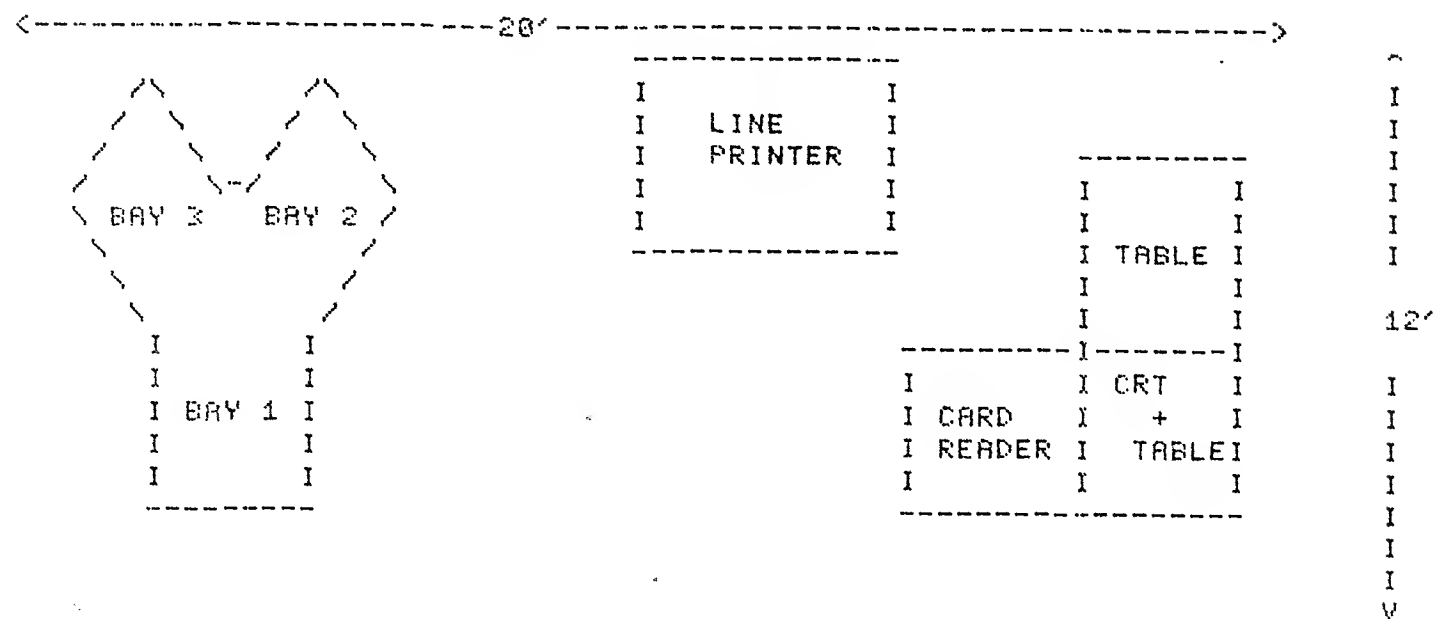 20'
LINE
PRINTER
BAY 3 BAY 2
TABLE
12'
CRT
BAY 1 CARD +
READER TABLE